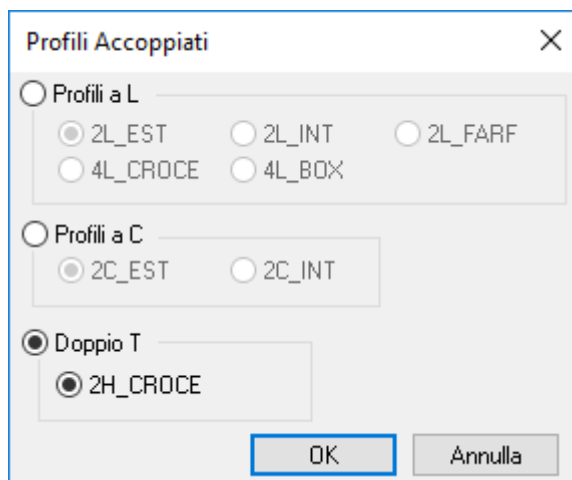 Profili Accoppiati
Profili a L
2L_EST 2L_INT 2L_FARF
4L_CROCE 4L_BOX
Profili a C
2C_EST 2C_INT
Doppio T
2H_CROCE
OK Annulla